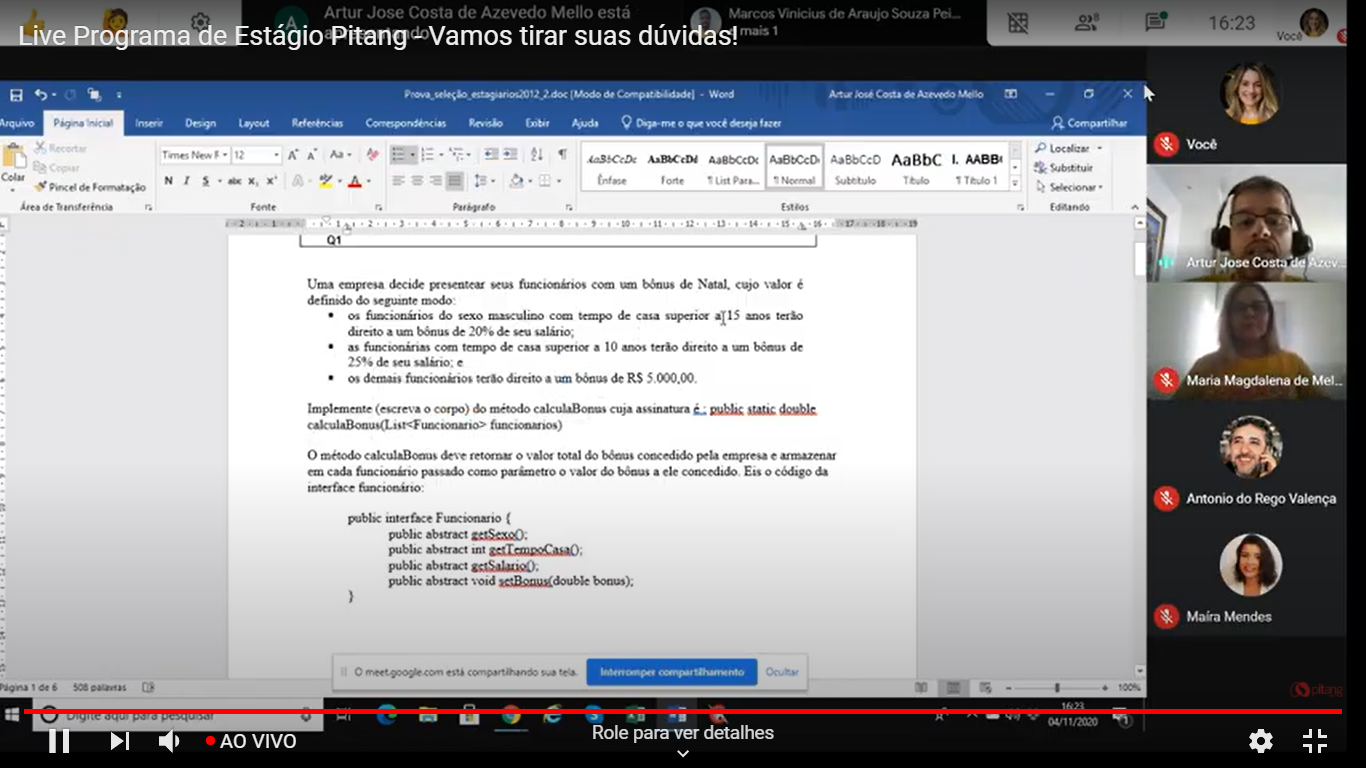 Artur Jose Costa de Azevedo Mello está
Marcos Vinicius de Araujo Souza Pei...
e mais 1
8
16:23
Você
Live Programa de Estágio Pitang - Vamos tirar suas dúvidas!
Prova_seleção_estagiarios2012_2.doc [Modo de Compatibilidade] - Word
Artur José Costa de Azevedo Mello
Arquivo Página Inicial Inserir Design Layout Referências Correspondências Revisão Exibir Ajuda Diga-me o que você deseja fazer Compartilhar
Colar
Recortar
Copiar
Pincel de Formatação
Área de Transferência
Times New F 12
N I S abc x₂ x²
Fonte
Parágrafo
AaBbCcDc AaBbCcDd AaBbCcDc AaBbCcDc AaBbCcD AaBbC 1. AABB
Ênfase Forte ¶ List Para... ¶ Normal Subtítulo Título ¶ Título 1
Estilos
Localizar
Substituir
Selecionar
Editando
Q1
Uma empresa decide presentear seus funcionários com um bônus de Natal, cujo valor é
definido do seguinte modo:
• os funcionários do sexo masculino com tempo de casa superior a 15 anos terão
direito a um bônus de 20% de seu salário;
• as funcionárias com tempo de casa superior a 10 anos terão direito a um bônus de
25% de seu salário; e
• os demais funcionários terão direito a um bônus de R$ 5.000,00.
Implemente (escreva o corpo) do método calculaBonus cuja assinatura é : public static double
calculaBonus(List<Funcionario> funcionarios)
O método calculaBonus deve retornar o valor total do bônus concedido pela empresa e armazenar
em cada funcionário passado como parâmetro o valor do bônus a ele concedido. Eis o código da
interface funcionário:
public interface Funcionario {
public abstract getSexo();
public abstract int getTempoCasa();
public abstract getSalario();
public abstract void setBonus(double bonus);
}
O meet.google.com está compartilhando sua tela. Interromper compartilhamento Ocultar
Página 1 de 6 508 palavras
100%
Digite aqui para pesquisar
16:23
04/11/2020
1
Você
Artur Jose Costa de Azev...
Maria Magdalena de Mel...
Antonio do Rego Valença
Maíra Mendes
pitang
AO VIVO
Role para ver detalhes